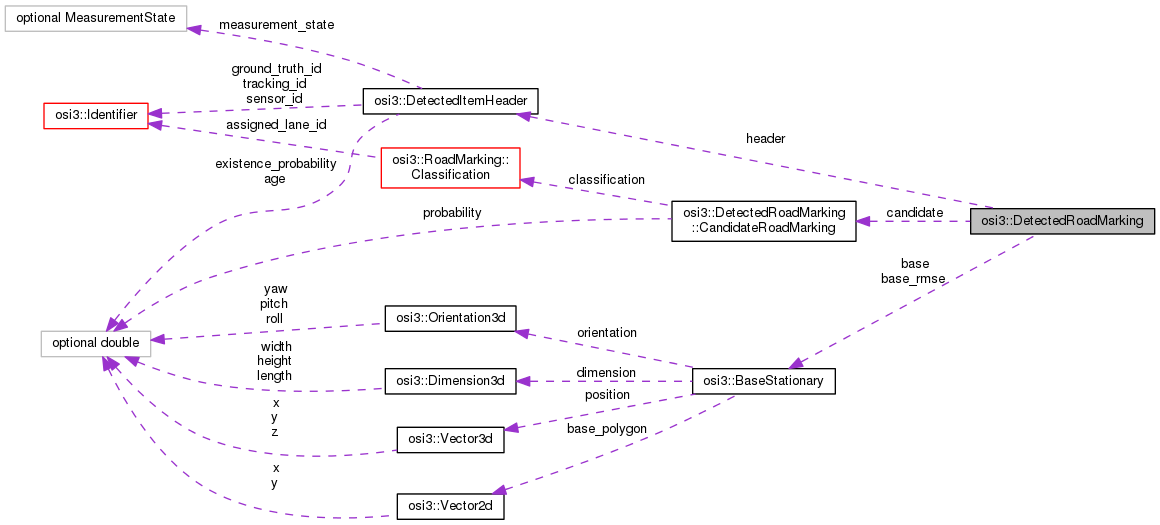 optional MeasurementState
measurement_state
ground_truth_id
tracking_id
sensor_id
osi3::DetectedItemHeader
osi3::Identifier
assigned_lane_id
header
osi3::RoadMarking::
Classification
existence_probability
age
classification
probability
osi3::DetectedRoadMarking
::CandidateRoadMarking
candidate
osi3::DetectedRoadMarking
base
base_rmse
yaw
pitch
roll
osi3::Orientation3d
orientation
optional double
width
height
length
osi3::Dimension3d
dimension
osi3::BaseStationary
position
x
y
z
osi3::Vector3d
base_polygon
x
y
osi3::Vector2d